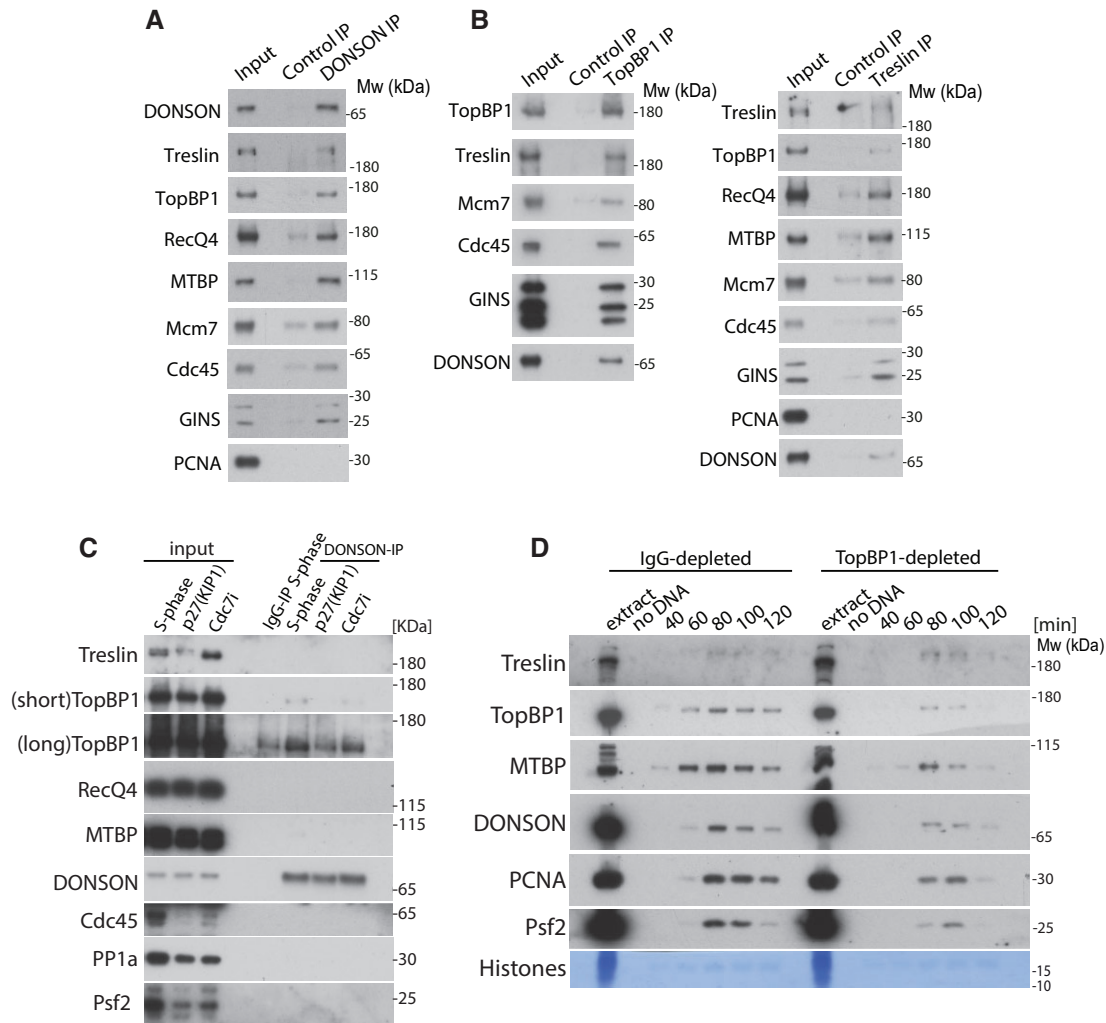 A
Input
Control IP
DONSON IP
Mw (kDa)
DONSON
-65
Treslin
-180
TopBP1
-180
RecQ4
-180
MTBP
-115
Mcm7
-80
Cdc45
-65
GINS
-30
-25
PCNA
-30
B
Input
Control IP
TopBP1 IP
Mw (kDa)
TopBP1
-180
Treslin
-180
Mcm7
-80
Cdc45
-65
GINS
-30
-25
DONSON
-65
Input
Control IP
Treslin IP
Mw (kDa)
Treslin
-180
TopBP1
-180
RecQ4
-180
MTBP
-115
Mcm7
-80
Cdc45
-65
GINS
-30
-25
PCNA
-30
DONSON
-65
C
input
DONSON-IP
S-phase
p27(KIP1)
Cdc7i
IgG-IP S-phase
S-phase
p27(KIP1)
Cdc7i
[KDa]
Treslin
-180
(short)TopBP1
-180
(long)TopBP1
-180
RecQ4
-115
MTBP
-115
DONSON
-65
Cdc45
-65
PP1a
-30
Psf2
-25
D
IgG-depleted
TopBP1-depleted
extract
no DNA
40
60
80
100
120
extract
no DNA
40
60
80
100
120
[min]
Mw (kDa)
Treslin
-180
TopBP1
-180
MTBP
-115
DONSON
-65
PCNA
-30
Psf2
-25
Histones
-15
-10